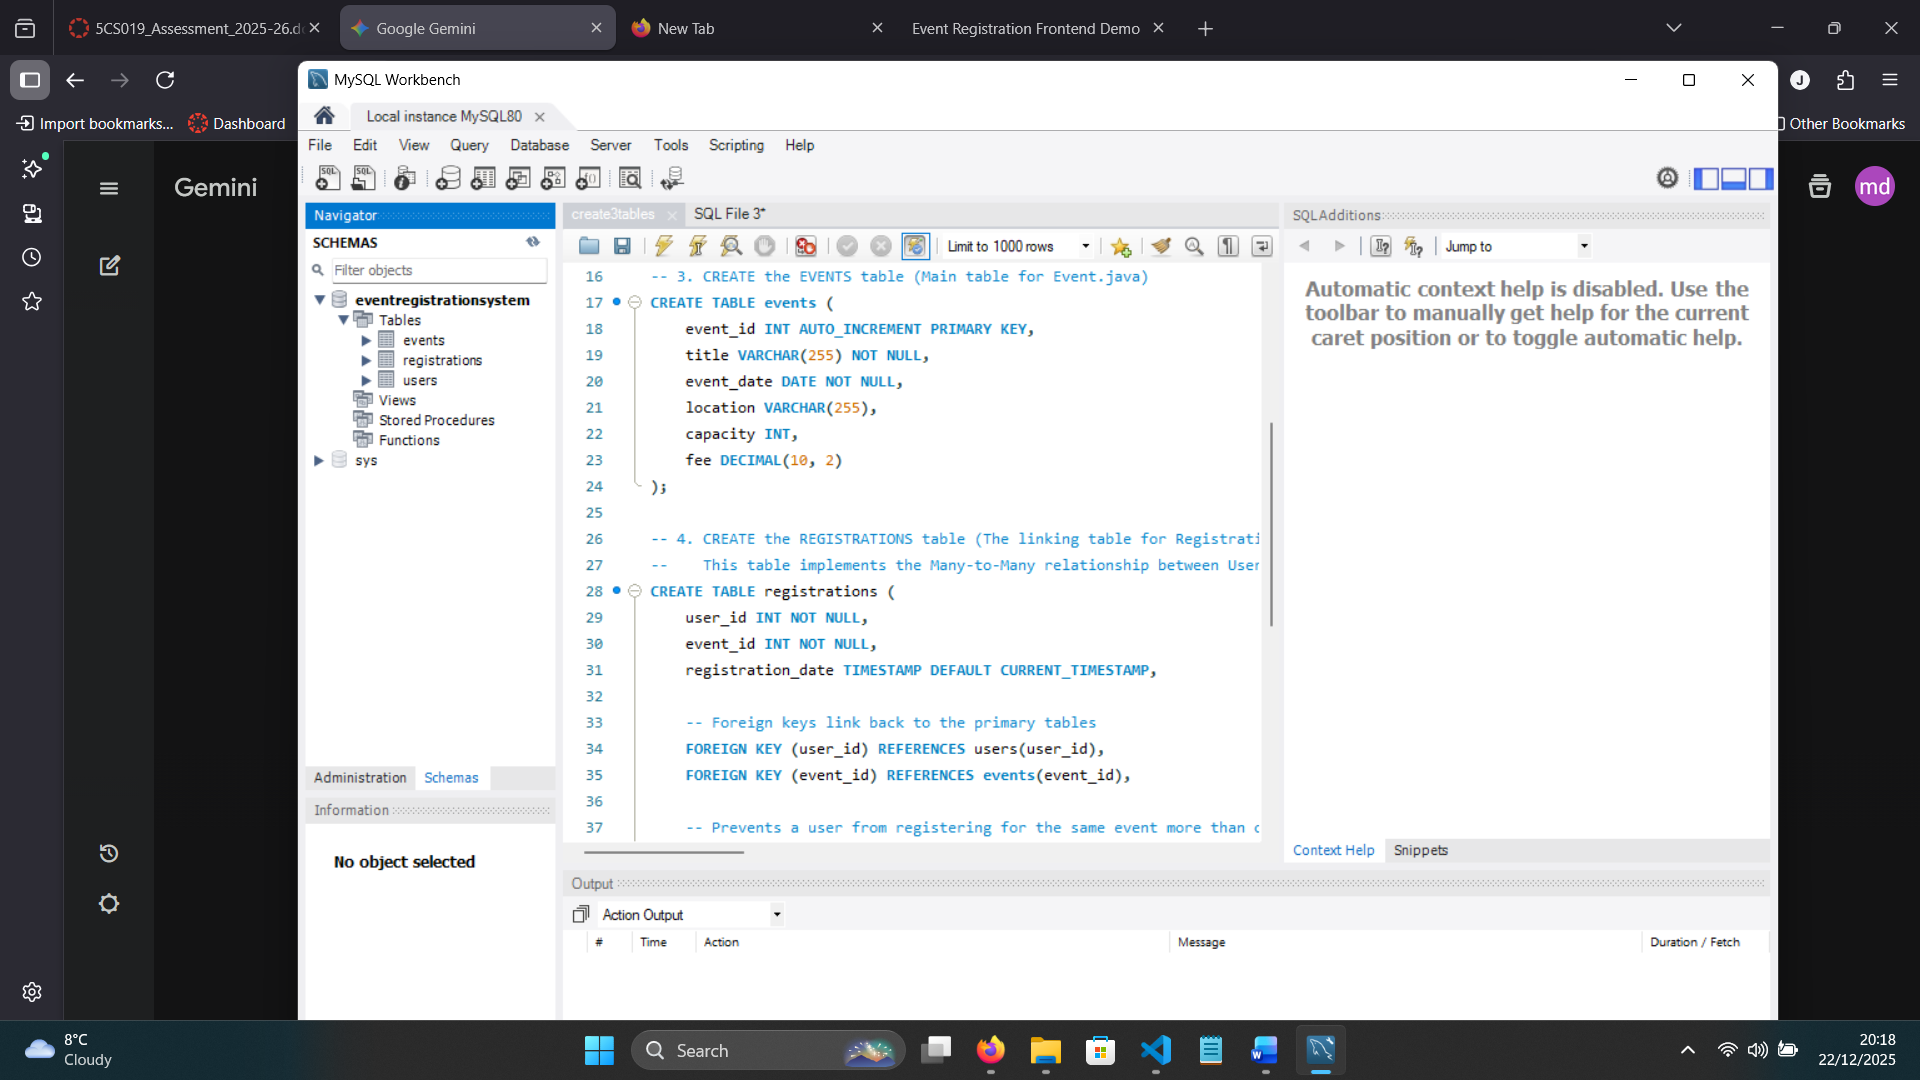 5CS019_Assessment_2025-26.d
Google Gemini
New Tab
Event Registration Frontend Demo
Import bookmarks...
Dashboard
Other Bookmarks
J
Gemini
md
MySQL Workbench
Local instance MySQL80
File Edit View Query Database Server Tools Scripting Help
Navigator
SCHEMAS
Filter objects
eventregistrationsystem
Tables
events
registrations
users
Views
Stored Procedures
Functions
sys
Administration Schemas
Information
No object selected
create3tables
SQL File 3*
Limit to 1000 rows
16 -- 3. CREATE the EVENTS table (Main table for Event.java)
17 CREATE TABLE events (
18 event_id INT AUTO_INCREMENT PRIMARY KEY,
19 title VARCHAR(255) NOT NULL,
20 event_date DATE NOT NULL,
21 location VARCHAR(255),
22 capacity INT,
23 fee DECIMAL(10, 2)
24 );
25
26 -- 4. CREATE the REGISTRATIONS table (The linking table for Registrati
27 -- This table implements the Many-to-Many relationship between User
28 CREATE TABLE registrations (
29 user_id INT NOT NULL,
30 event_id INT NOT NULL,
31 registration_date TIMESTAMP DEFAULT CURRENT_TIMESTAMP,
32
33 -- Foreign keys link back to the primary tables
34 FOREIGN KEY (user_id) REFERENCES users(user_id),
35 FOREIGN KEY (event_id) REFERENCES events(event_id),
36
37 -- Prevents a user from registering for the same event more than
SQLAdditions
Jump to
Automatic context help is disabled. Use the
toolbar to manually get help for the current
caret position or to toggle automatic help.
Context Help Snippets
Output
Action Output
# Time Action Message Duration / Fetch
8°C
Cloudy
Search
20:18
22/12/2025